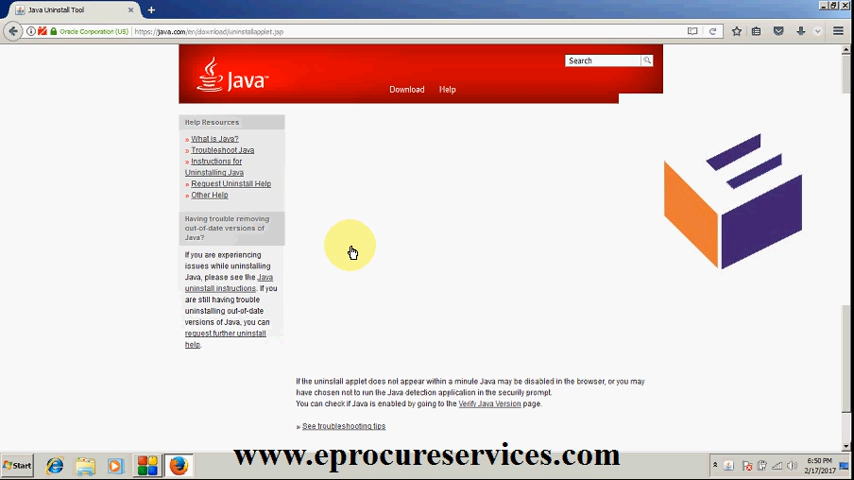 Java Uninstall Tool
Oracle Corporation (US)
https://java.com/en/download/uninstallapplet.jsp
Java™
Search
Download
Help
Help Resources
» What is Java?
» Troubleshoot Java
» Instructions for
Uninstalling Java
» Request Uninstall Help
» Other Help
Having trouble removing
out-of-date versions of
Java?
If you are experiencing
issues while uninstalling
Java, please see the Java
uninstall instructions. If you
are still having trouble
uninstalling out-of-date
versions of Java, you can
request further uninstall
help.
If the uninstall applet does not appear within a minute Java may be disabled in the browser, or you may
have chosen not to run the Java detection application in the security prompt.
You can check if Java is enabled by going to the Verify Java Version page.
» See troubleshooting tips
www.eprocureservices.com
Start
6:50 PM
2/17/2017